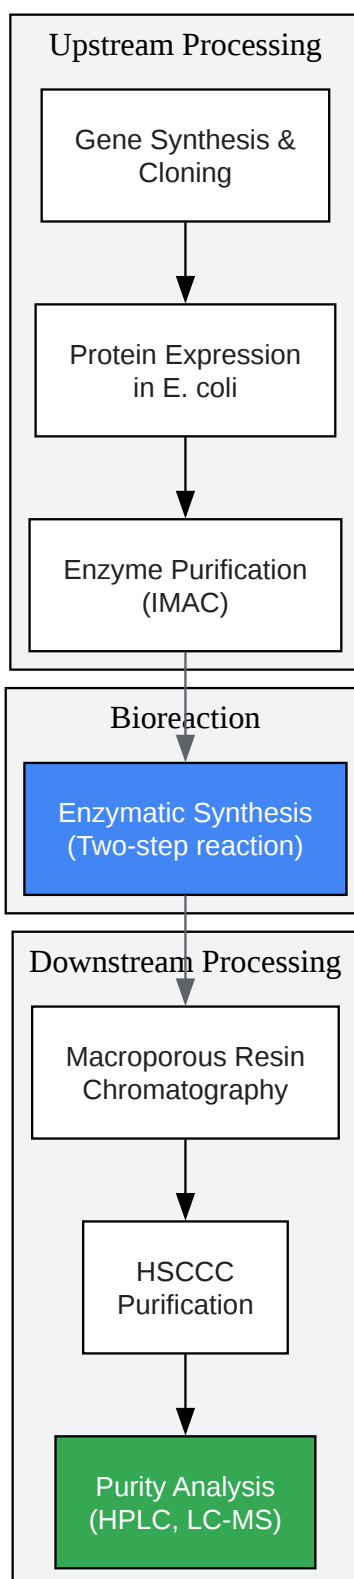 Upstream Processing
Gene Synthesis &
Cloning
Protein Expression
in E. coli
Enzyme Purification
(IMAC)
Bioreaction
Enzymatic Synthesis
(Two-step reaction)
Downstream Processing
Macroporous Resin
Chromatography
HSCCC
Purification
Purity Analysis
(HPLC, LC-MS)